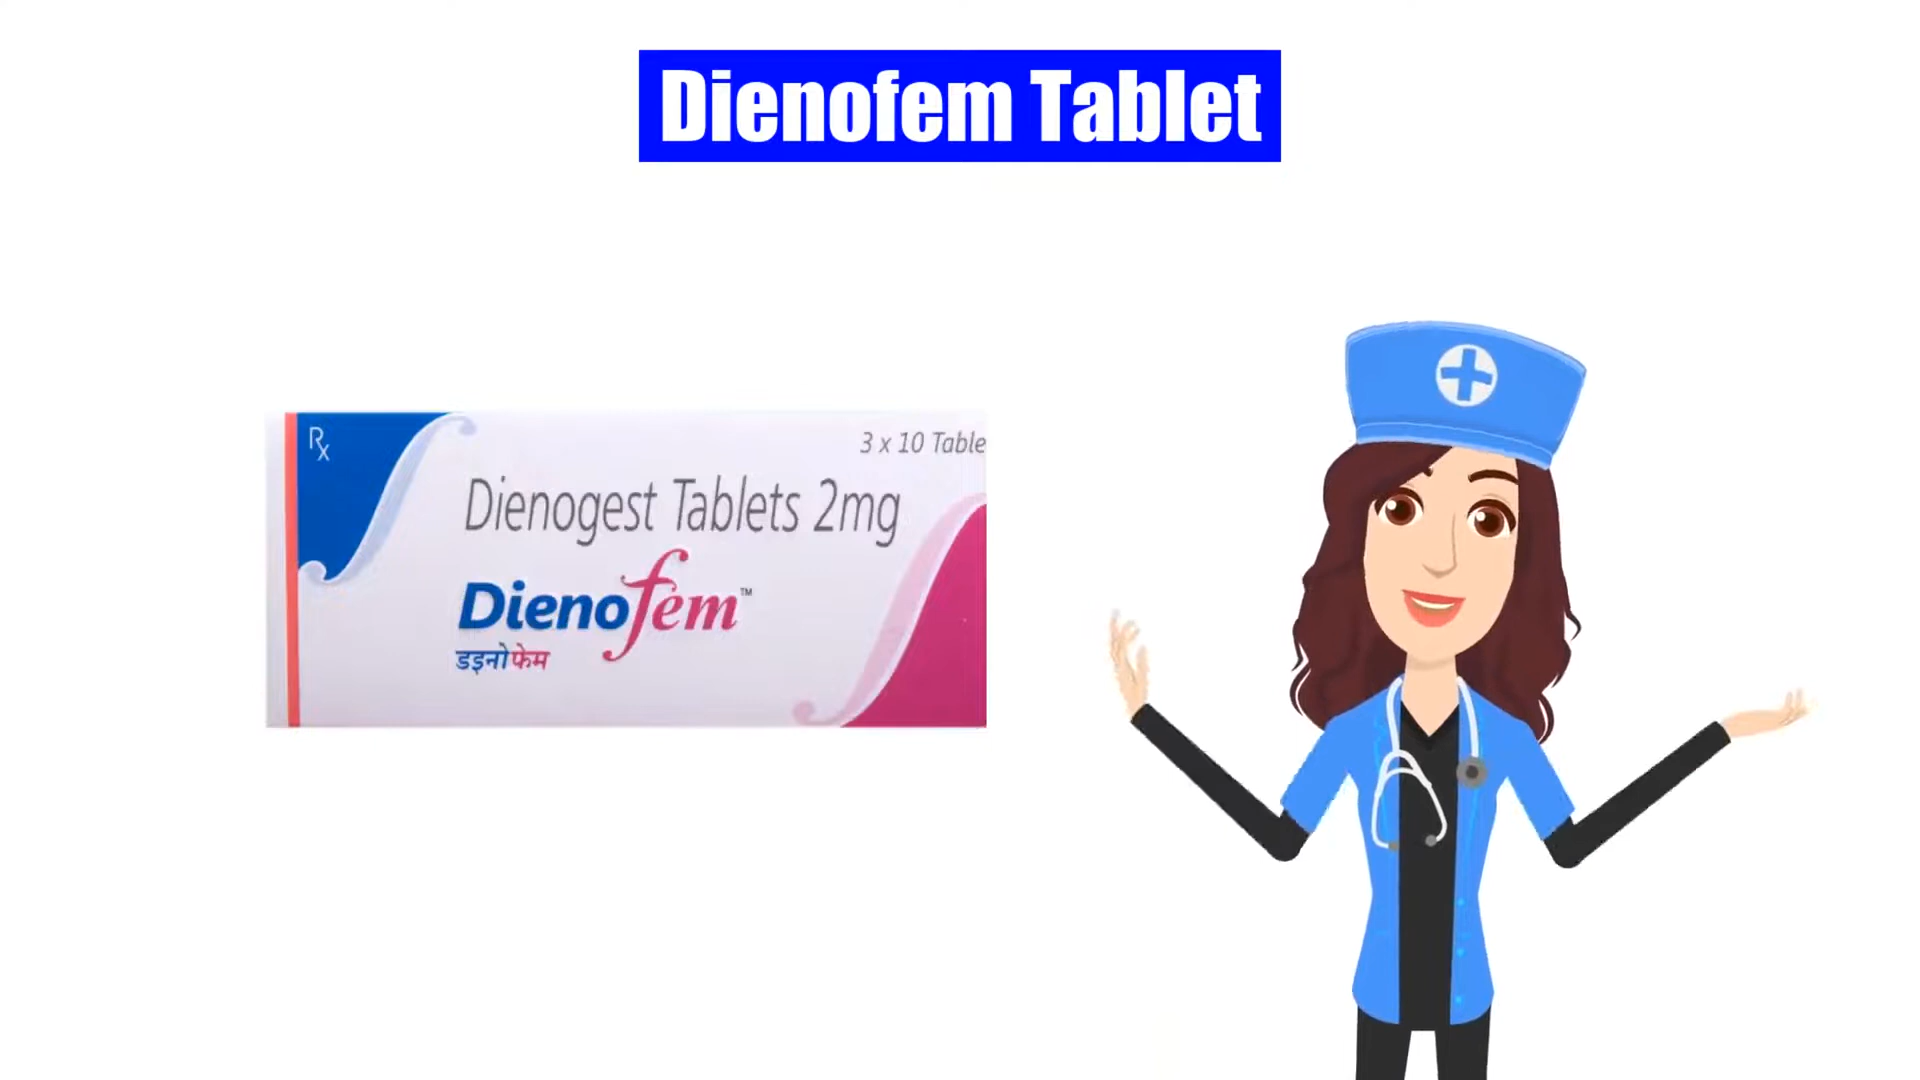 Dienofem Tablet
Rx
3 x 10 Table
Dienogest Tablets 2mg
Dienofem™
डइनोफेम